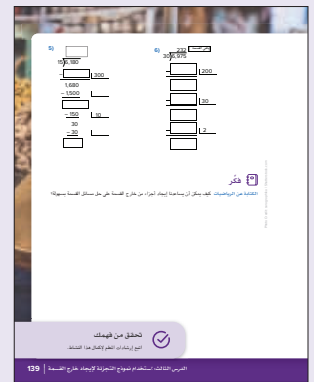 5)
15 6,180
− 300
1,680
− 1,500
− 150 10
30
− 30
6)
232
30 6,975
200
30
2
فكّر
الكتابة عن الرياضيات كيف يمكن أن يساعدنا إيجاد أجزاء من خارج القسمة على حل مسائل القسمة بسهولة؟
تحقق من فهمك
اتبع إرشادات المعلم لإكمال هذا النشاط.
الدرس الثالث: استخدام نموذج التجزئة لإيجاد خارج القسمة 139